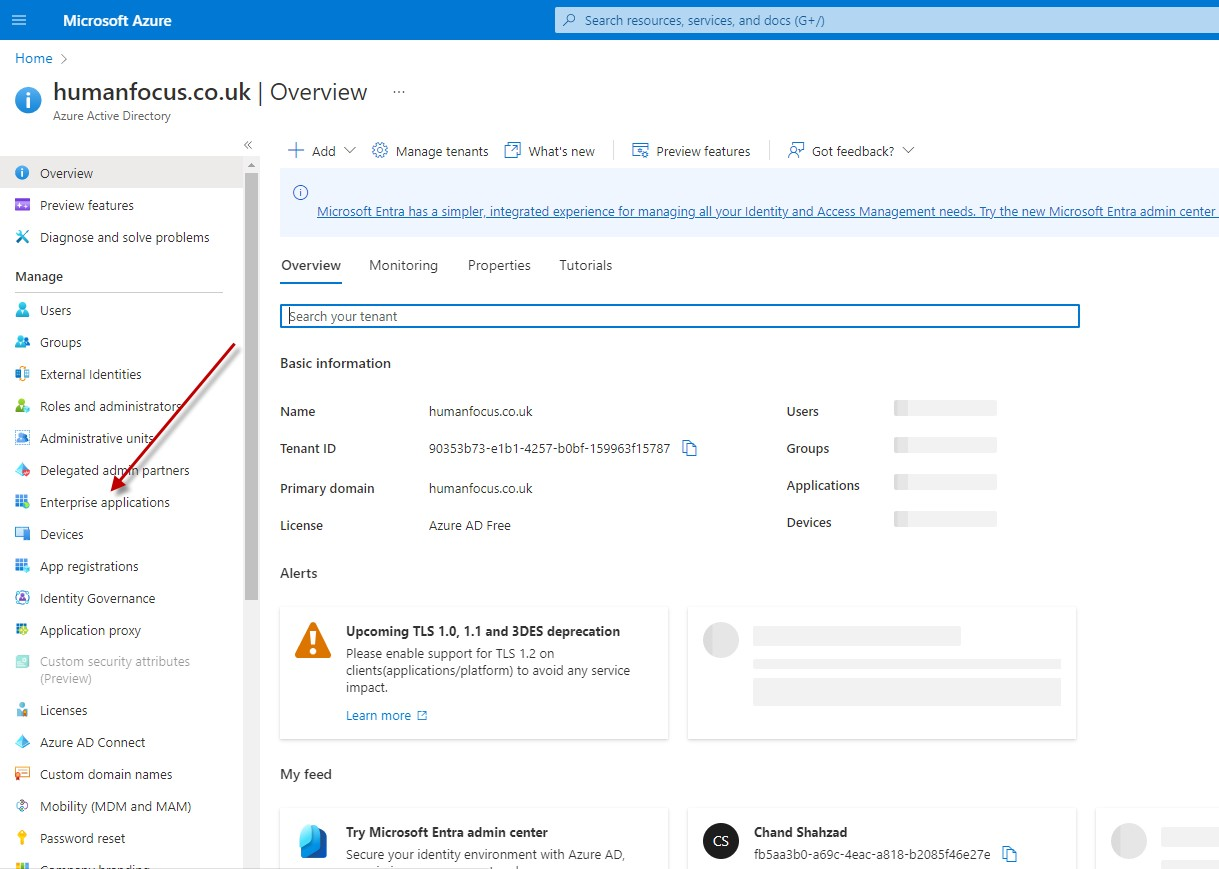 Microsoft Azure
Search resources, services, and docs (G+/)
Home
humanfocus.co.uk | Overview
Azure Active Directory
Overview
Preview features
Diagnose and solve problems
Manage
Users
Groups
External Identities
Roles and administrators
Administrative units
Delegated admin partners
Enterprise applications
Devices
App registrations
Identity Governance
Application proxy
Custom security attributes
(Preview)
Licenses
Azure AD Connect
Custom domain names
Mobility (MDM and MAM)
Password reset
Company branding
Add
Manage tenants
What's new
Preview features
Got feedback?
Microsoft Entra has a simpler, integrated experience for managing all your Identity and Access Management needs. Try the new Microsoft Entra admin center
Overview
Monitoring
Properties
Tutorials
Search your tenant
Basic information
Name
humanfocus.co.uk
Tenant ID
90353b73-e1b1-4257-b0bf-159963f15787
Primary domain
humanfocus.co.uk
License
Azure AD Free
Users
Groups
Applications
Devices
Alerts
Upcoming TLS 1.0, 1.1 and 3DES deprecation
Please enable support for TLS 1.2 on
clients(applications/platform) to avoid any service
impact.
Learn more
My feed
Try Microsoft Entra admin center
Secure your identity environment with Azure AD,
CS
Chand Shahzad
fb5aa3b0-a69c-4eac-a818-b2085f46e27e